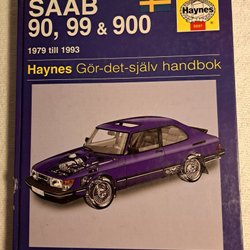 SAAB
90, 99 & 900
Haynes
1979 till 1993
Haynes Gör-det-själv handbok